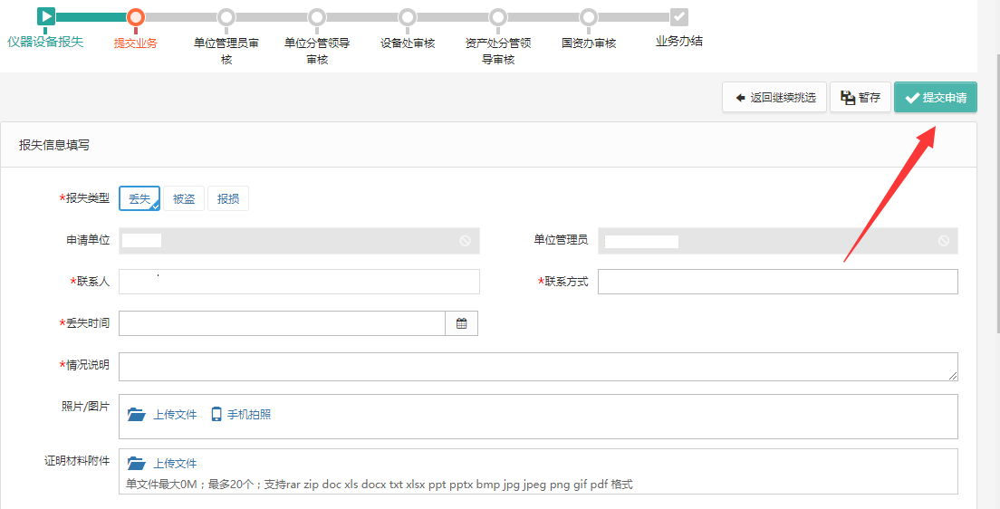 仪器设备报失
提交业务
单位管理员审
核
单位分管领导
审核
设备处审核
资产处分管领
导审核
国资办审核
业务办结
返回继续挑选
暂存
提交申请
报失信息填写
*报失类型
丢失
被盗
报损
申请单位
单位管理员
*联系人
*联系方式
*丢失时间
*情况说明
照片/图片
上传文件
手机拍照
证明材料附件
上传文件
单文件最大0M；最多20个；支持rar zip doc xls docx txt xlsx ppt pptx bmp jpg jpeg png gif pdf 格式